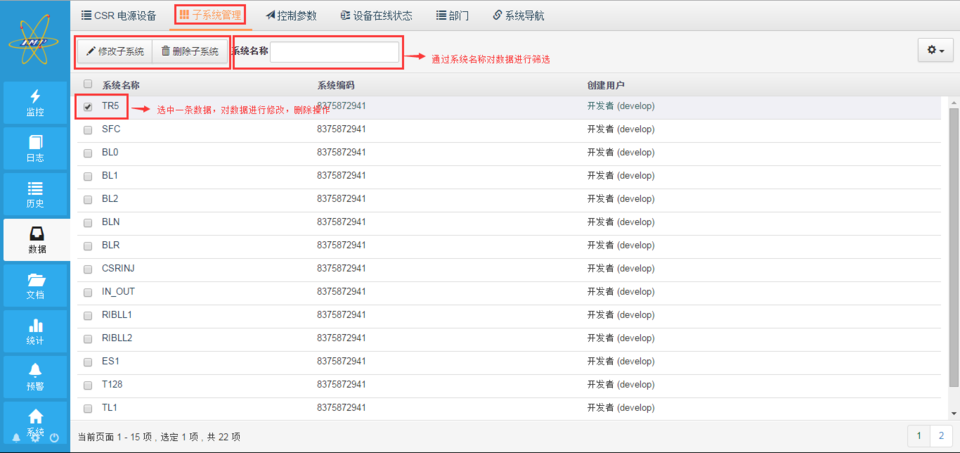 CSR 电源设备 子系统管理 控制参数 设备在线状态 部门 系统导航
修改子系统 删除子系统 系统名称 通过系统名称对数据进行筛选
系统名称 系统编码 创建用户
TR5 选中一条数据，对数据进行修改，删除操作 8375872941 开发者 (develop)
SFC 8375872941 开发者 (develop)
BL0 8375872941 开发者 (develop)
BL1 8375872941 开发者 (develop)
BL2 8375872941 开发者 (develop)
BLN 8375872941 开发者 (develop)
BLR 8375872941 开发者 (develop)
CSRINJ 8375872941 开发者 (develop)
IN_OUT 8375872941 开发者 (develop)
RIBLL1 8375872941 开发者 (develop)
RIBLL2 8375872941 开发者 (develop)
ES1 8375872941 开发者 (develop)
T128 8375872941 开发者 (develop)
TL1 8375872941 开发者 (develop)
当前页面 1 - 15 项 , 选定 1 项 , 共 22 项 1 2
监控
日志
历史
数据
文档
统计
预警
系统